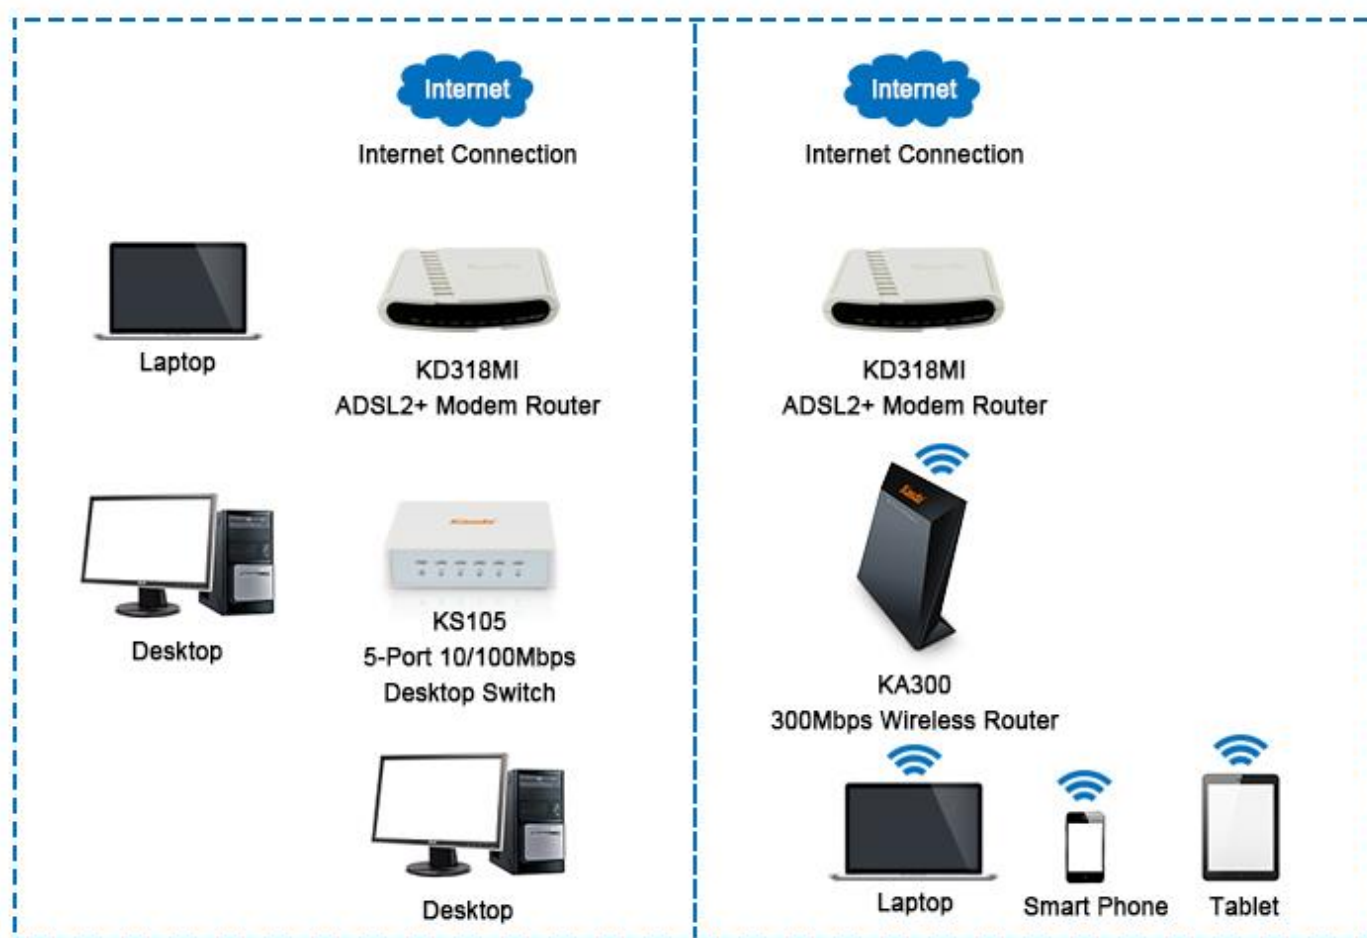 Internet
Internet Connection
Laptop
KD318MI
ADSL2+ Modem Router
Desktop
KS105
5-Port 10/100Mbps
Desktop Switch
Desktop
Internet
Internet Connection
KD318MI
ADSL2+ Modem Router
KA300
300Mbps Wireless Router
Laptop
Smart Phone
Tablet